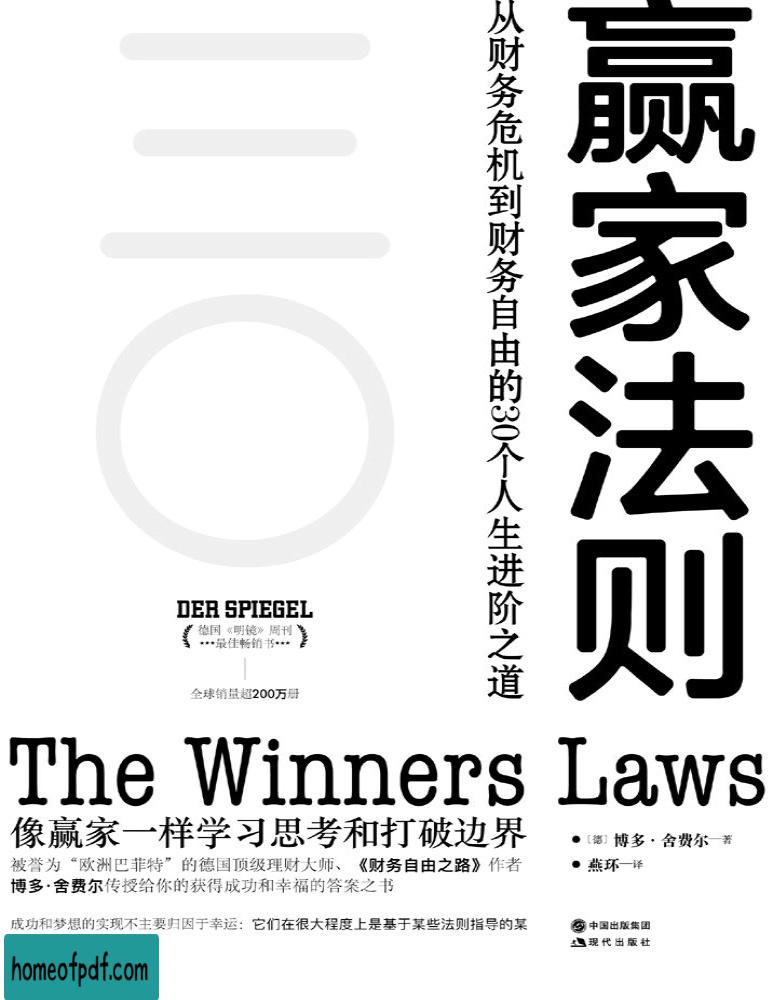 赢家法则
从财务危机到财务自由的30个人生进阶之道
DER SPIEGEL
德国《明镜》周刊
最佳畅销书
全球销量超200万册
The Winners Laws
像赢家一样学习思考和打破边界
被誉为“欧洲巴菲特”的德国顶级理财大师、《财务自由之路》作者
博多·舍费尔传授给你的获得成功和幸福的答案之书
成功和梦想的实现不主要归因于幸运：它们在很大程度上是基于某些法则指导的某
[德] 博多·舍费尔—著
燕环—译
中国出版集团
现代出版社
homeofpdf.com